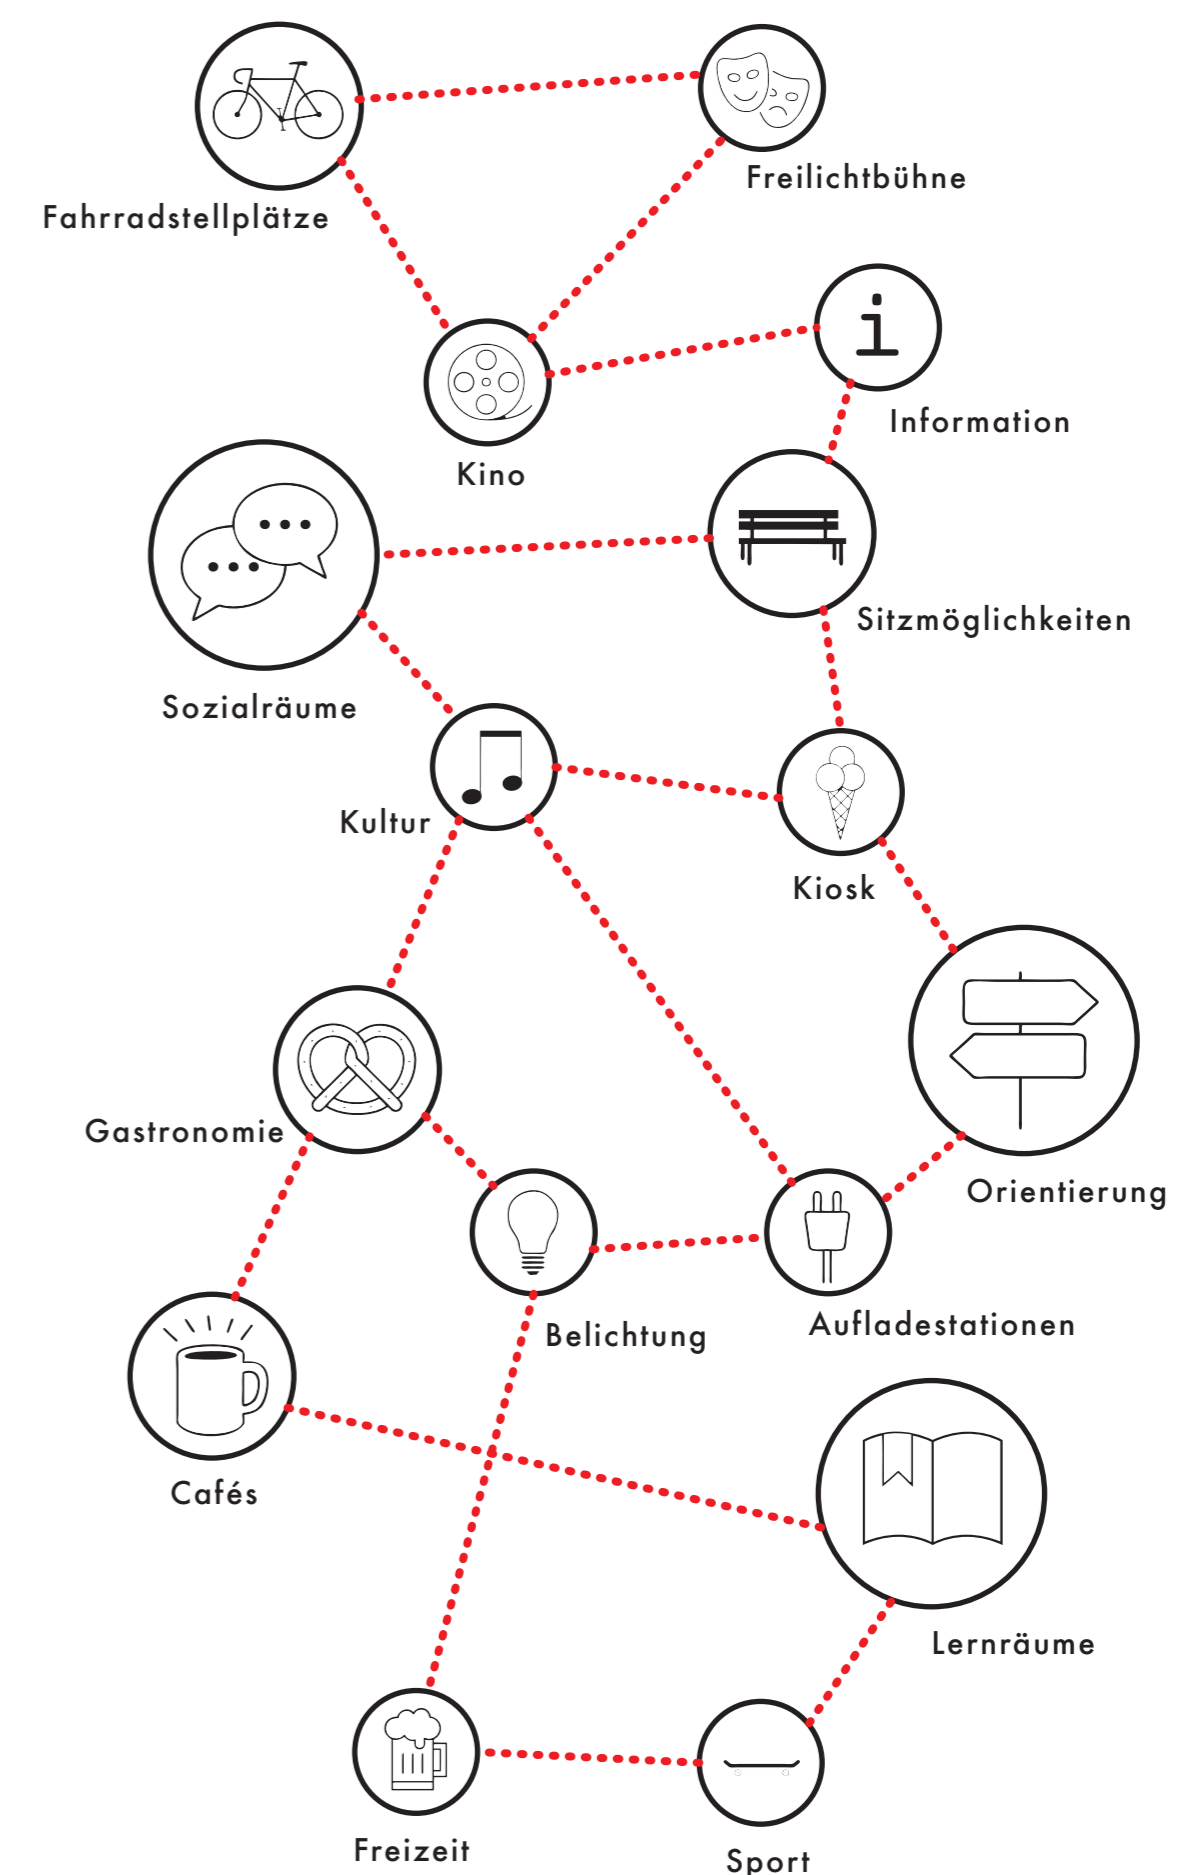 Freilichtbühne
Fahrradstellplätze
Information
Kino
Sitzmöglichkeiten
Sozialräume
Kultur
Kiosk
Gastronomie
Orientierung
Aufladestationen
Belichtung
Cafés
Lernräume
Freizeit
Sport